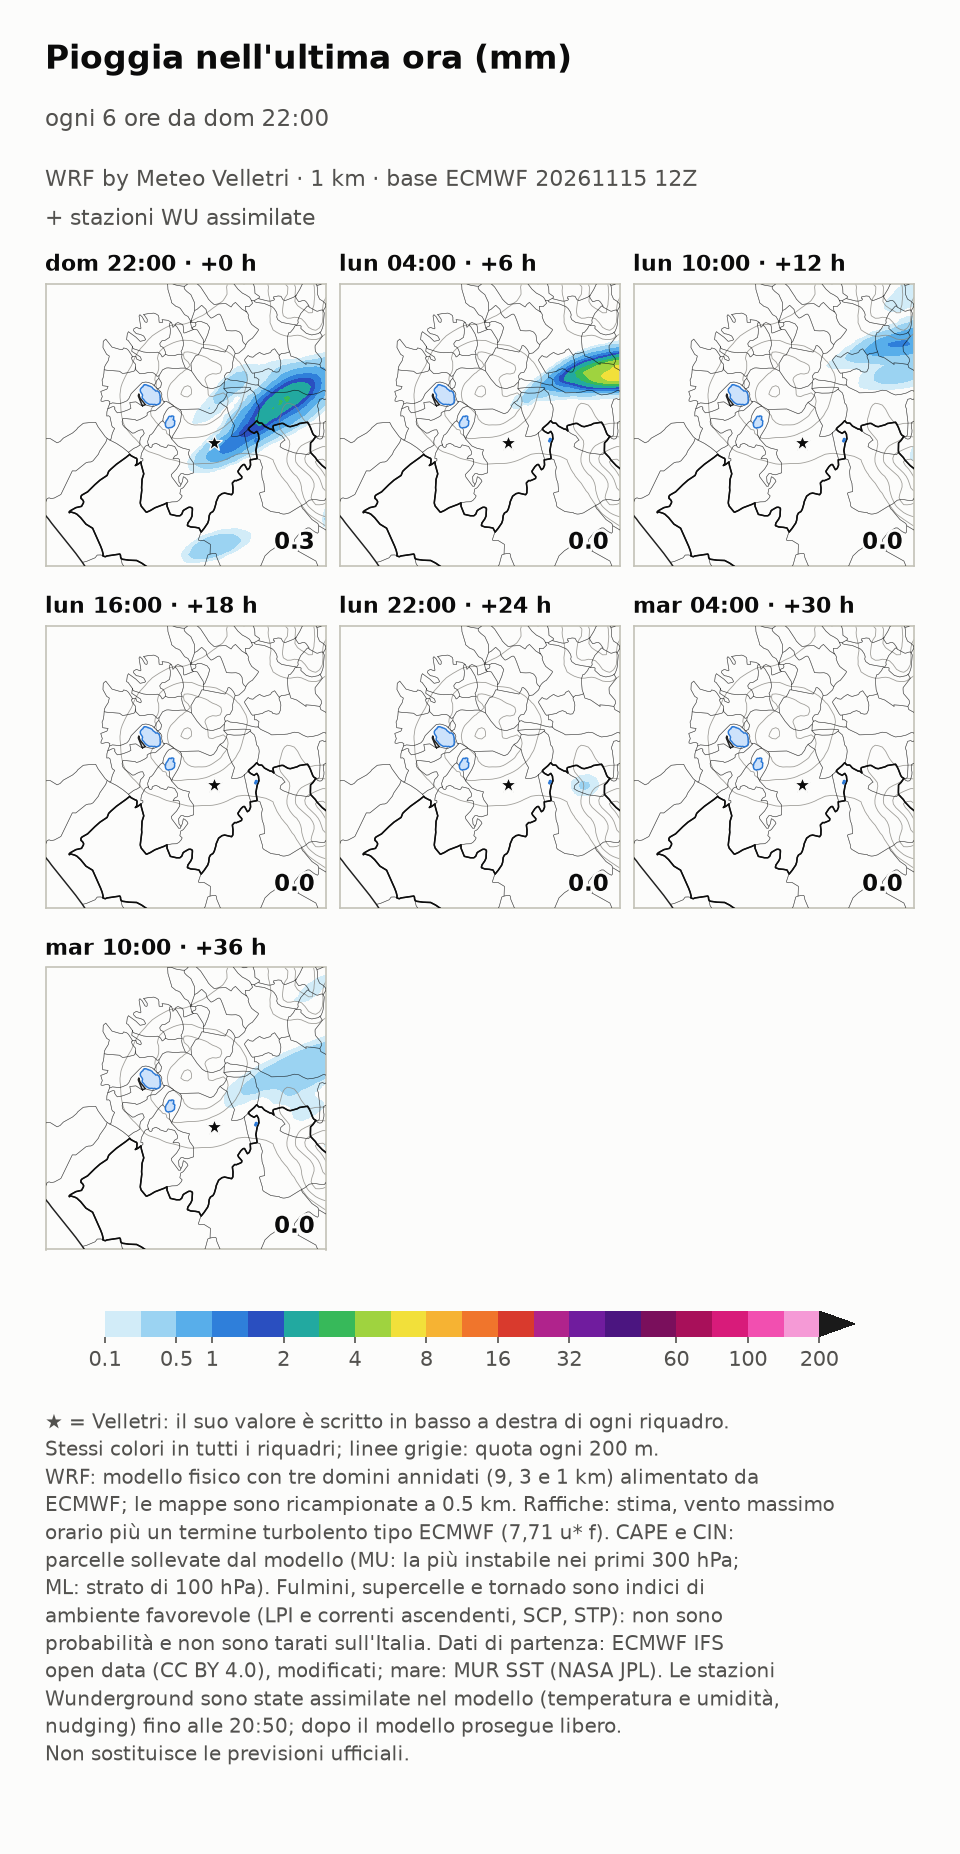 Pioggia nell'ultima ora (mm)
ogni 6 ore da dom 22:00
WRF by Meteo Velletri · 1 km · base ECMWF 20261115 12Z
+ stazioni WU assimilate
dom 22:00 · +0 h
lun 04:00 · +6 h
lun 10:00 · +12 h
0.3
0.0
0.0
lun 16:00 · +18 h
lun 22:00 · +24 h
mar 04:00 · +30 h
0.0
0.0
0.0
mar 10:00 · +36 h
0.0
0.1 0.5 1 2 4 8 16 32 60 100 200
★ = Velletri: il suo valore è scritto in basso a destra di ogni riquadro.
Stessi colori in tutti i riquadri; linee grigie: quota ogni 200 m.
WRF: modello fisico con tre domini annidati (9, 3 e 1 km) alimentato da
ECMWF; le mappe sono ricampionate a 0.5 km. Raffiche: stima, vento massimo
orario più un termine turbolento tipo ECMWF (7,71 u* f). CAPE e CIN:
parcelle sollevate dal modello (MU: la più instabile nei primi 300 hPa;
ML: strato di 100 hPa). Fulmini, supercelle e tornado sono indici di
ambiente favorevole (LPI e correnti ascendenti, SCP, STP): non sono
probabilità e non sono tarati sull'Italia. Dati di partenza: ECMWF IFS
open data (CC BY 4.0), modificati; mare: MUR SST (NASA JPL). Le stazioni
Wunderground sono state assimilate nel modello (temperatura e umidità,
nudging) fino alle 20:50; dopo il modello prosegue libero.
Non sostituisce le previsioni ufficiali.